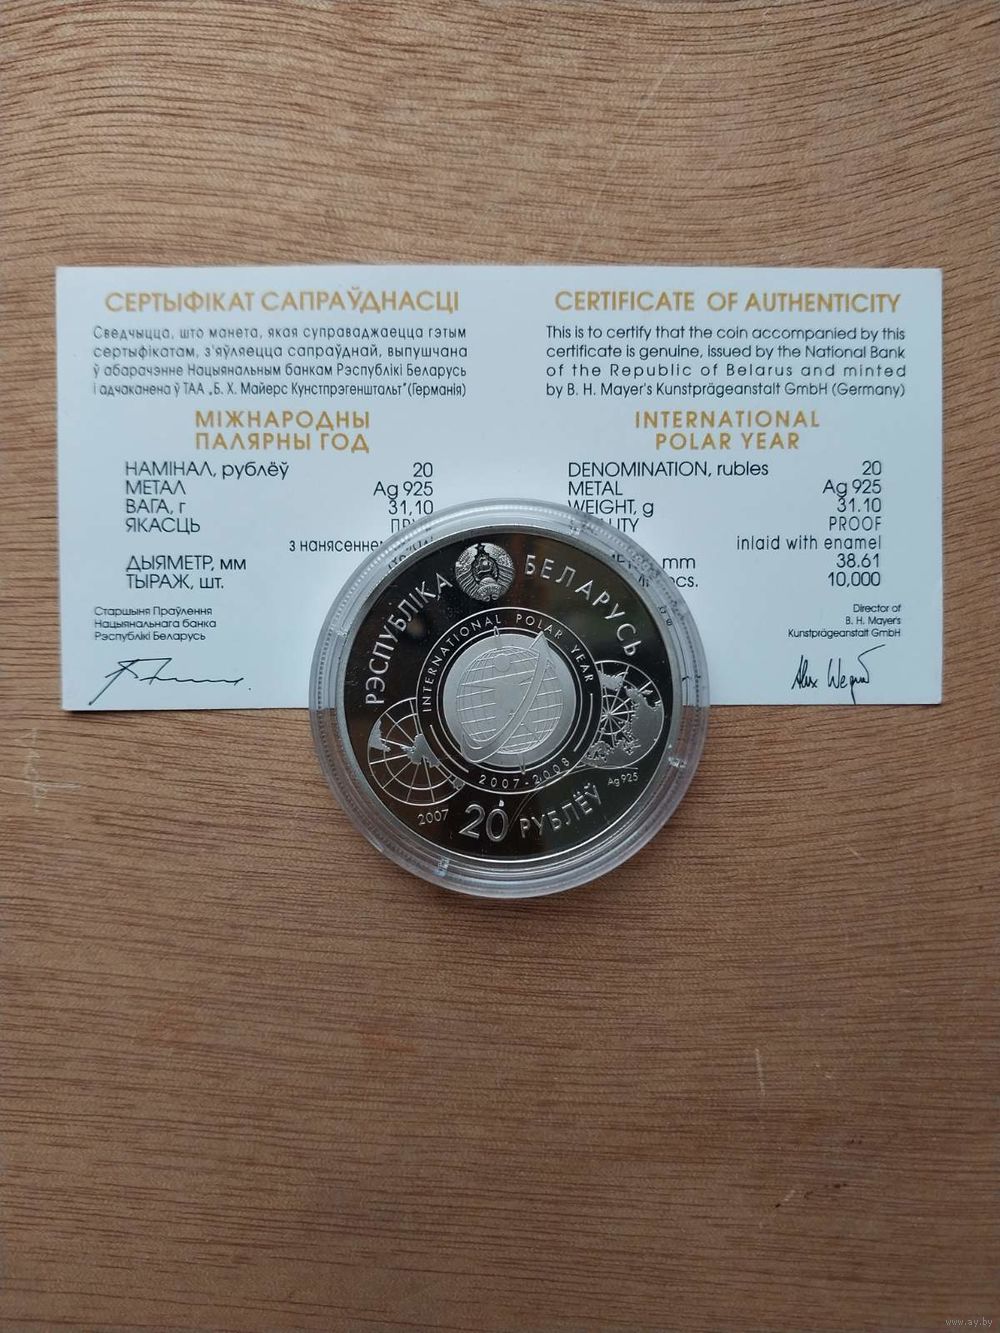 СЕРТЫФІКАТ САПРАЎДНАСЦІ
Сведчыцца, што манета, якая суправаджаецца гэтым
сертыфікатам, з'яўляецца сапраўднай, выпушчана
ў абарачэнне Нацыянальным банкам Рэспублікі Беларусь
і адчаканена ў ТАА „Б. Х. Майерс Кунстпрэгенштальт"(Германія)
МІЖНАРОДНЫ
ПАЛЯРНЫ ГОД
НАМІНАЛ, рублёў 20
МЕТАЛ Ag 925
ВАГА, г 31,10
ЯКАСЦЬ
ДЫЯМЕТР, мм
ТЫРАЖ, шт.
Старшыня Праўлення
Нацыянальнага банка
Рэспублікі Беларусь
CERTIFICATE OF AUTHENTICITY
This is to certify that the coin accompanied by this
certificate is genuine, issued by the National Bank
of the Republic of Belarus and minted
by B. H. Mayer's Kunstprägeanstalt GmbH (Germany)
INTERNATIONAL
POLAR YEAR
DENOMINATION, rubles 20
METAL Ag 925
WEIGHT, g 31.10
PROOF
inlaid with enamel
mm 38.61
10,000
Director of
B. H. Mayer's
Kunstprägeanstalt GmbH
РЭСПУБЛІКА БЕЛАРУСЬ
INTERNATIONAL POLAR YEAR
2007-2008
2007
20 РУБЛЁЎ
Ag 925
www.ay.by